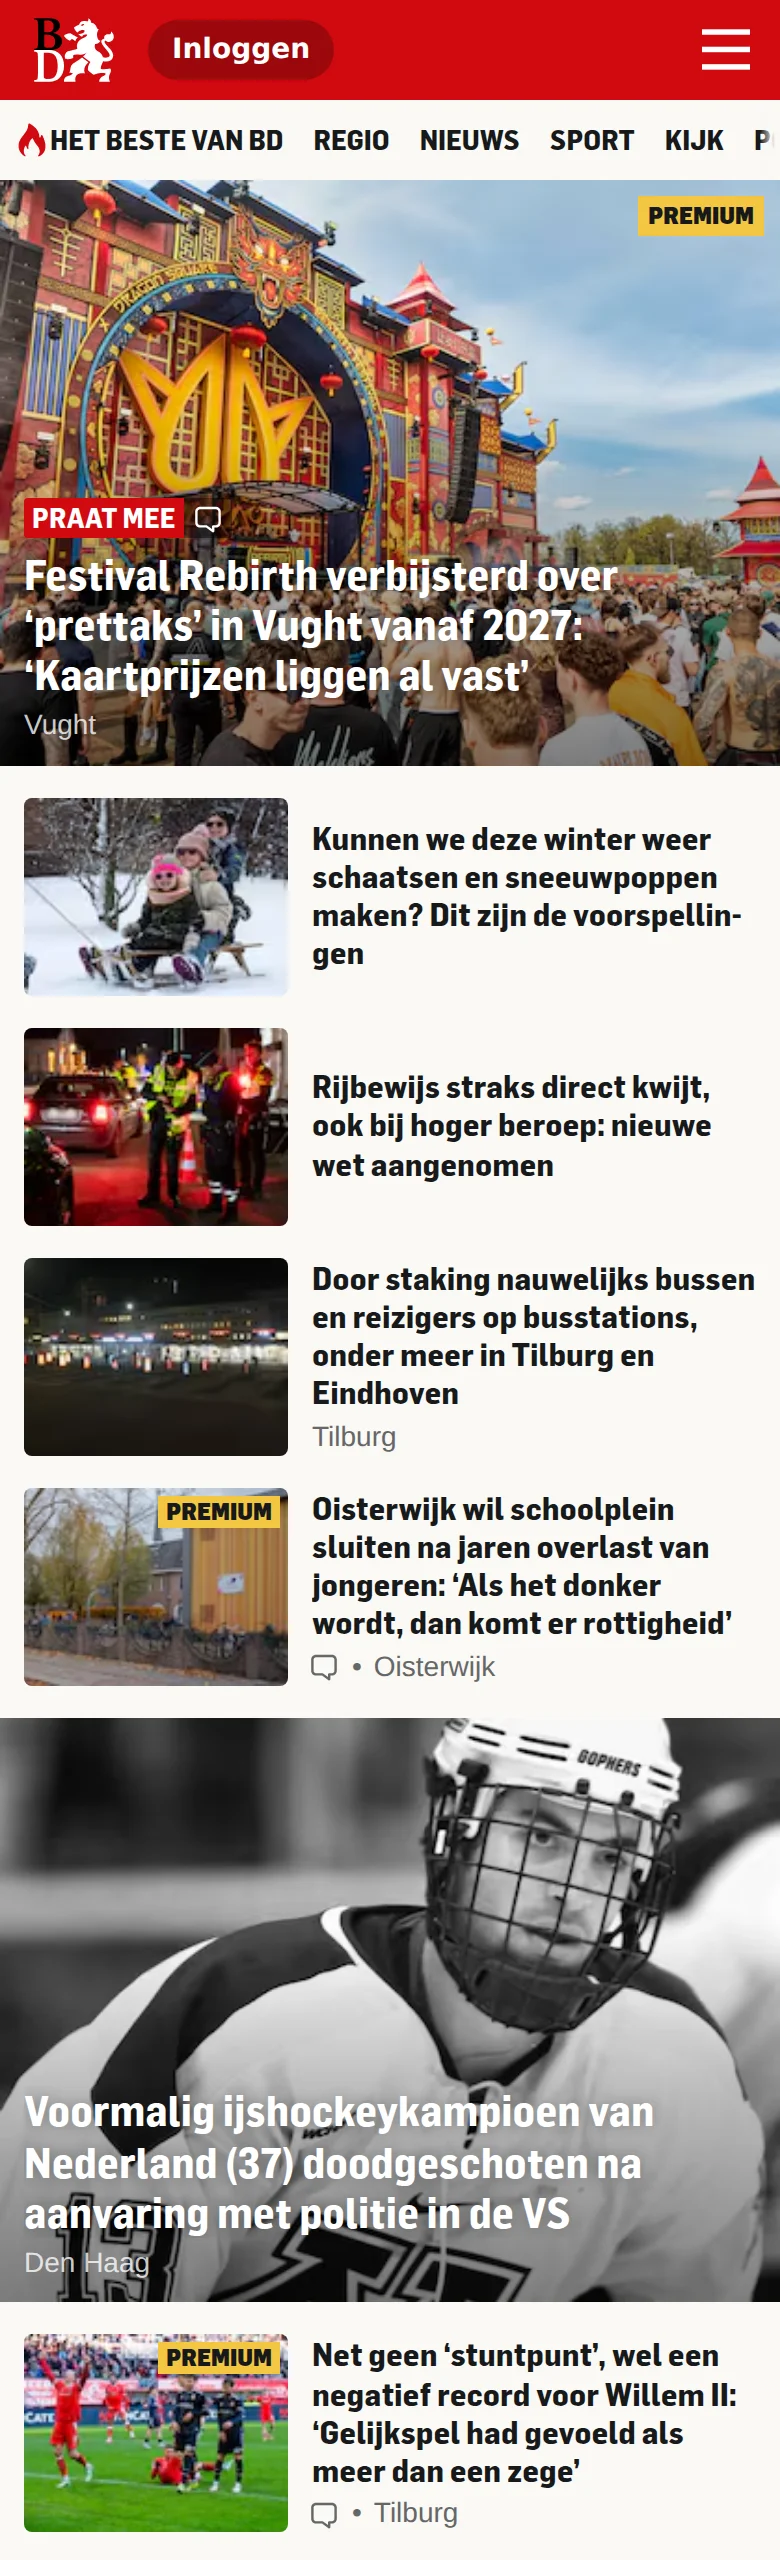 B
D
Inloggen
HET BESTE VAN BD REGIO NIEUWS SPORT KIJK
PREMIUM
DRAGON SQUARE
PRAAT MEE
Festival Rebirth verbijsterd over
‘prettaks’ in Vught vanaf 2027:
‘Kaartprijzen liggen al vast’
Vught
Kunnen we deze winter weer
schaatsen en sneeuwpoppen
maken? Dit zijn de voorspellin-
gen
Rijbewijs straks direct kwijt,
ook bij hoger beroep: nieuwe
wet aangenomen
Door staking nauwelijks bussen
en reizigers op busstations,
onder meer in Tilburg en
Eindhoven
Tilburg
PREMIUM
Oisterwijk wil schoolplein
sluiten na jaren overlast van
jongeren: ‘Als het donker
wordt, dan komt er rottigheid’
• Oisterwijk
GOPHERS
Voormalig ijshockeykampioen van
Nederland (37) doodgeschoten na
aanvaring met politie in de VS
Den Haag
PREMIUM
Net geen ‘stuntpunt’, wel een
negatief record voor Willem II:
‘Gelijkspel had gevoeld als
meer dan een zege’
• Tilburg